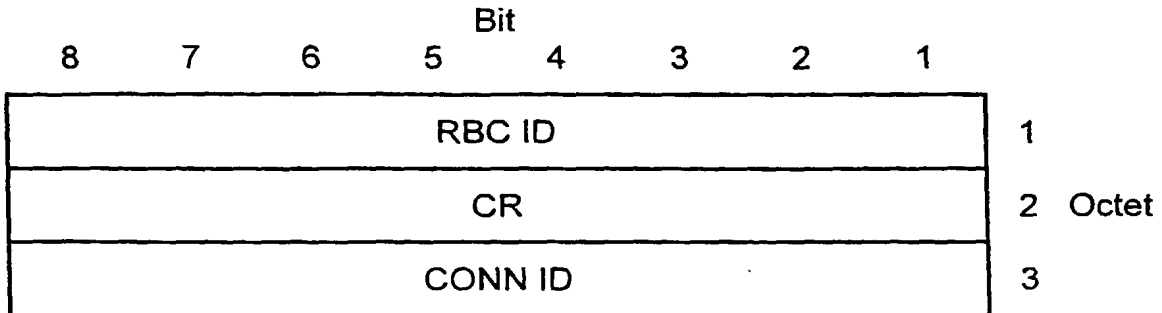 Bit
8 7 6 5 4 3 2 1
RBC ID 1
CR 2 Octet
CONN ID 3